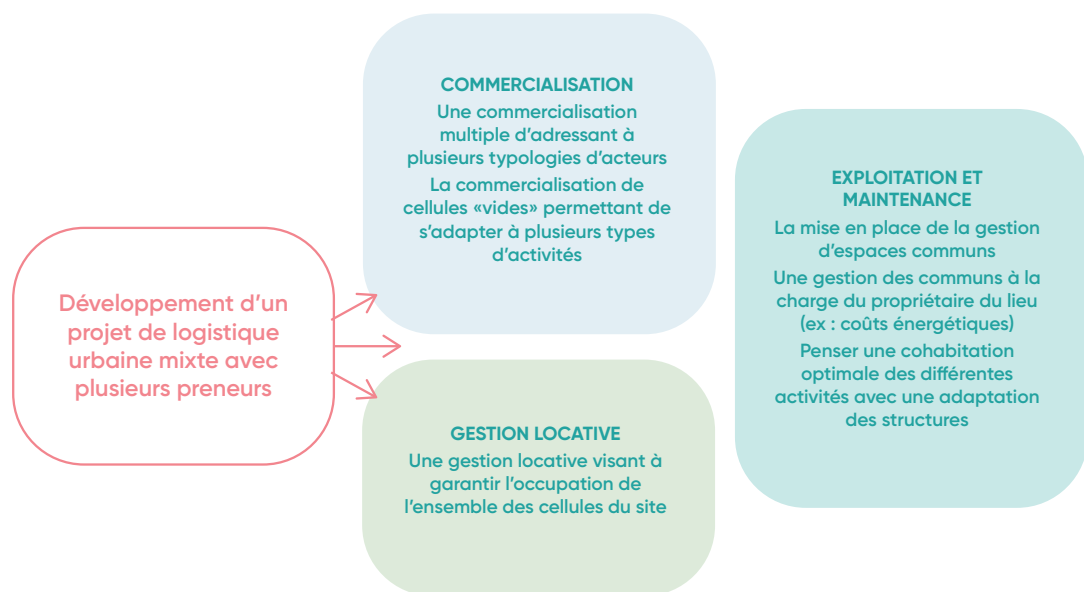 Développement d’un
projet de logistique
urbaine mixte avec
plusieurs preneurs
COMMERCIALISATION
Une commercialisation
multiple d’adressant à
plusieurs typologies d’acteurs
La commercialisation de
cellules «vides» permettant de
s’adapter à plusieurs types
d’activités
GESTION LOCATIVE
Une gestion locative visant à
garantir l’occupation de
l’ensemble des cellules du site
EXPLOITATION ET
MAINTENANCE
La mise en place de la gestion
d’espaces communs
Une gestion des communs à la
charge du propriétaire du lieu
(ex : coûts énergétiques)
Penser une cohabitation
optimale des différentes
activités avec une adaptation
des structures